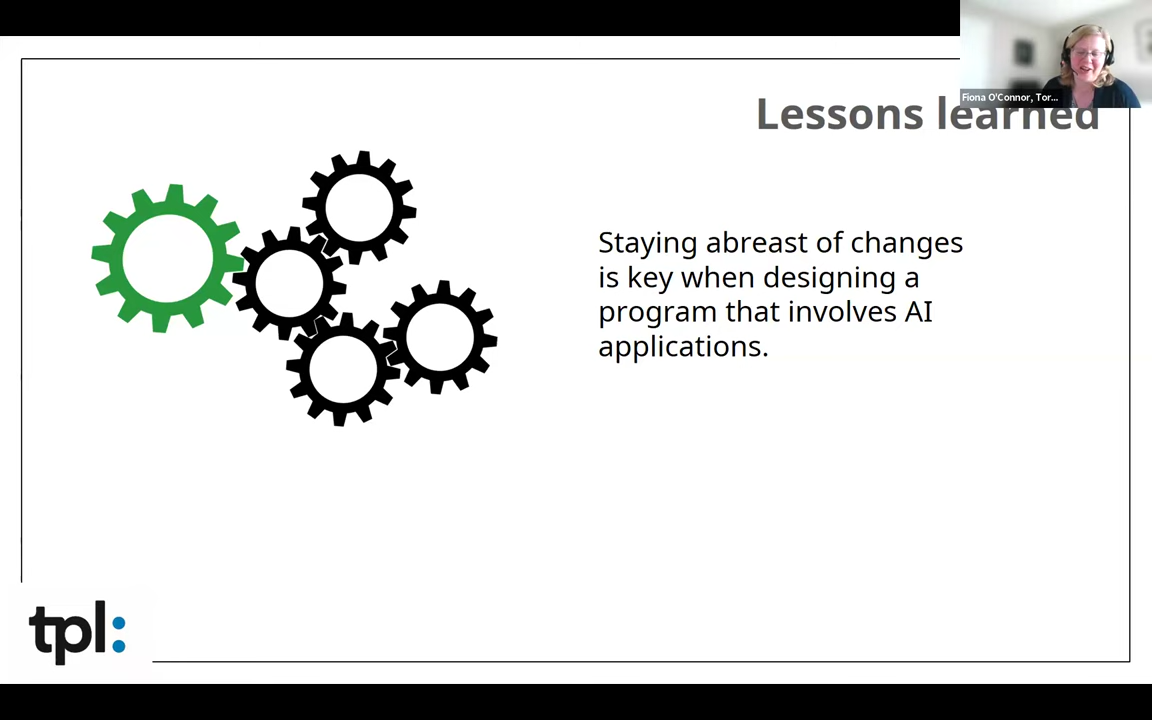 Fiona O'Connor, Tor...
Lessons learned
Staying abreast of changes
is key when designing a
program that involves AI
applications.
tpl: